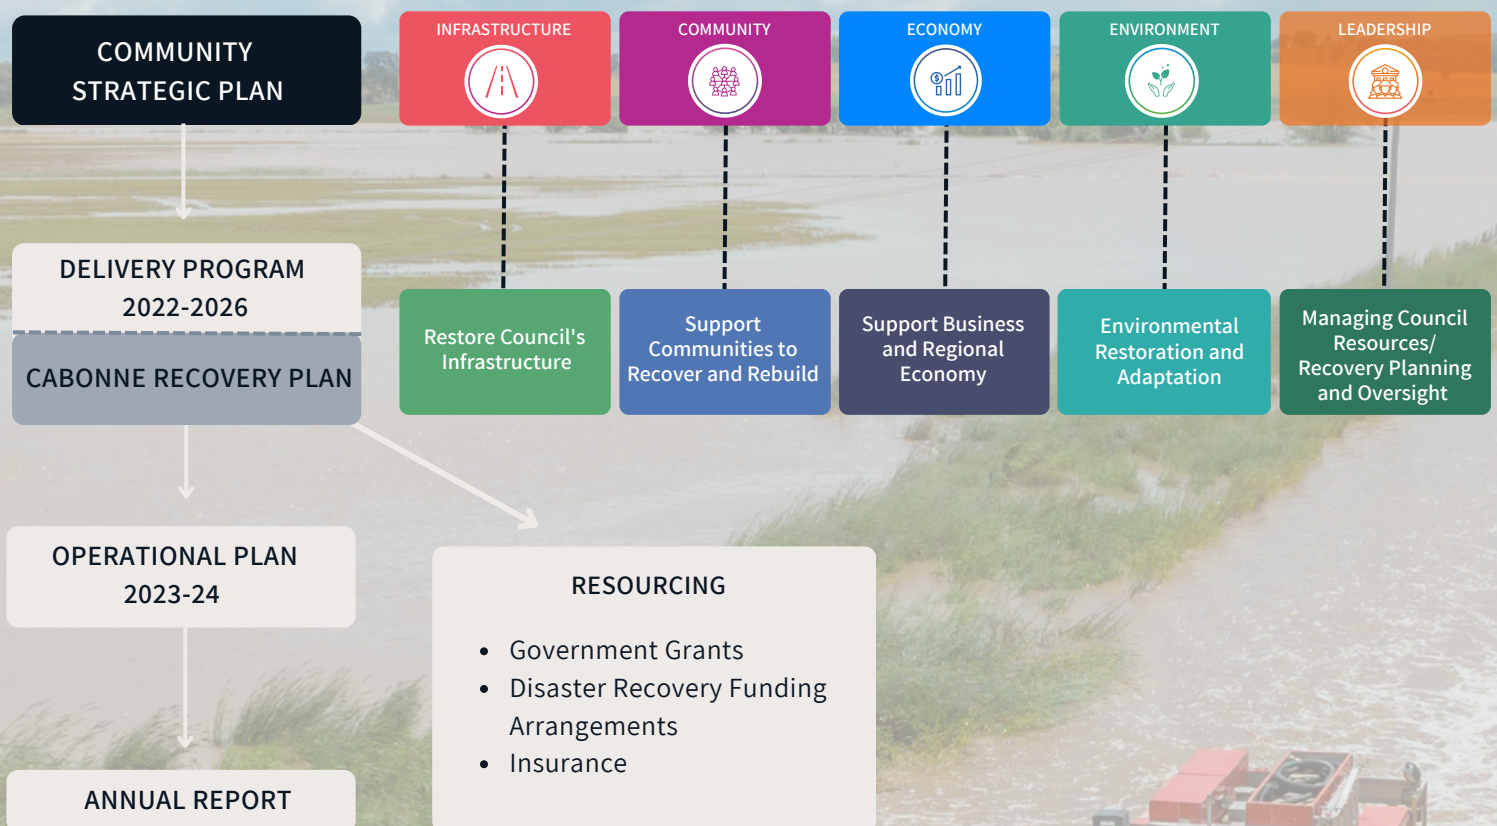 COMMUNITY
STRATEGIC PLAN
INFRASTRUCTURE
COMMUNITY
ECONOMY
ENVIRONMENT
LEADERSHIP
DELIVERY PROGRAM
2022-2026
CABONNE RECOVERY PLAN
Restore Council's
Infrastructure
Support
Communities to
Recover and Rebuild
Support Business
and Regional
Economy
Environmental
Restoration and
Adaptation
Managing Council
Resources/
Recovery Planning
and Oversight
OPERATIONAL PLAN
2023-24
RESOURCING
• Government Grants
• Disaster Recovery Funding
Arrangements
• Insurance
ANNUAL REPORT